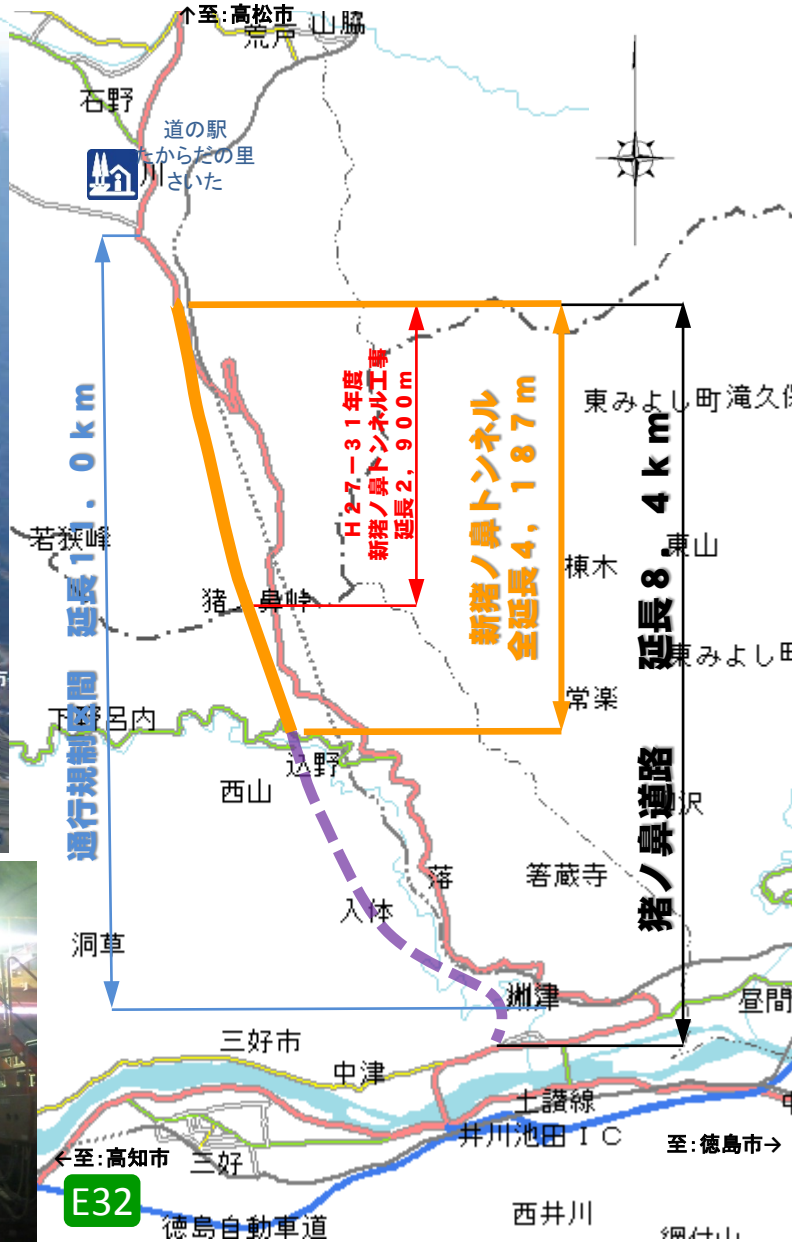 ↑至:高松市
荒戸
山脇
石野
道の駅
たからだの里
さいた
川
H27-31年度
新猪ノ鼻トンネル工事
延長2,900m
新猪ノ鼻トンネル
全延長4,187m
猪ノ鼻道路 延長8.4km
通行規制区間 延長11.0km
東みよし町
滝久保
若狭峰
東山
棟木
猪ノ鼻峠
東みよし町
常楽
下野呂内
込野
西山
沢
落
箸蔵寺
入体
洞草
洲津
昼間
三好市
中津
土讃線
井川池田IC
至:徳島市→
←至:高知市
三好
E32
徳島自動車道
西井川